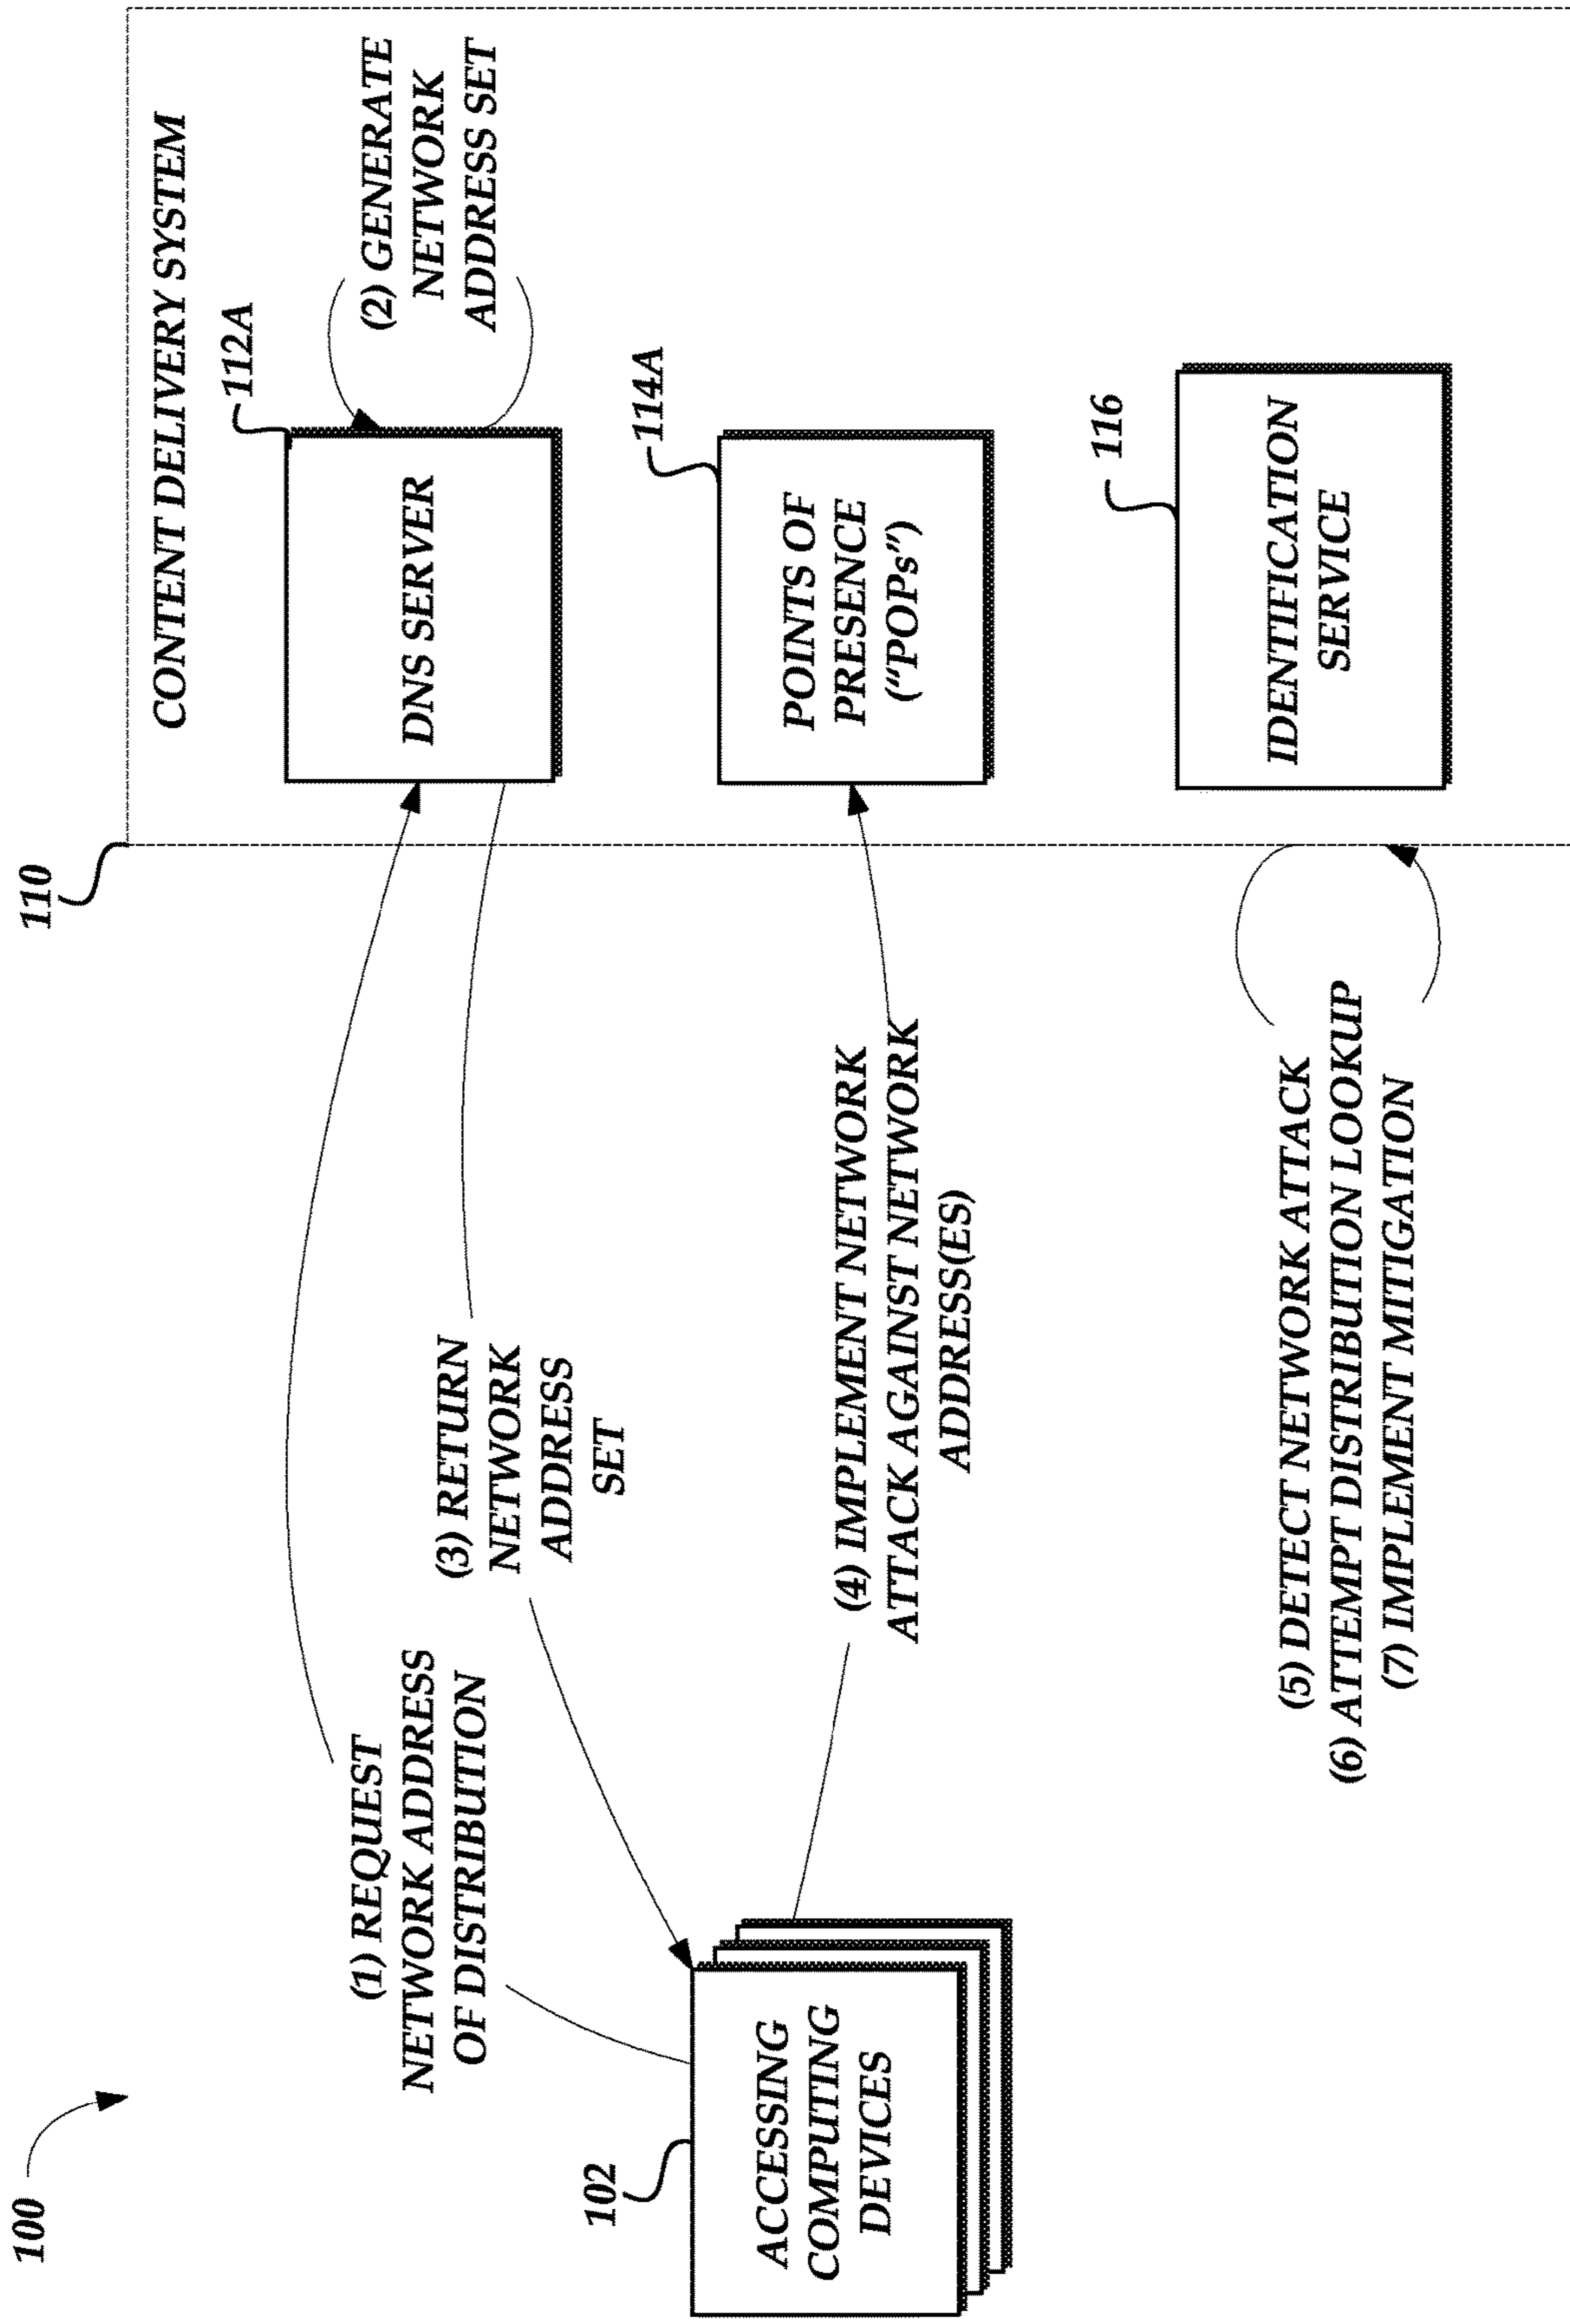 100
110
CONTENT DELIVERY SYSTEM
112A
(1) REQUEST
NETWORK ADDRESS
OF DISTRIBUTION
DNS SERVER
(2) GENERATE
NETWORK
ADDRESS SET
(3) RETURN
NETWORK
ADDRESS
SET
102
ACCESSING
COMPUTING
DEVICES
(4) IMPLEMENT NETWORK
ATTACK AGAINST NETWORK
ADDRESS(ES)
114A
POINTS OF
PRESENCE
(“POPs”)
116
(5) DETECT NETWORK ATTACK
(6) ATTEMPT DISTRIBUTION LOOKUP
(7) IMPLEMENT MITIGATION
IDENTIFICATION
SERVICE